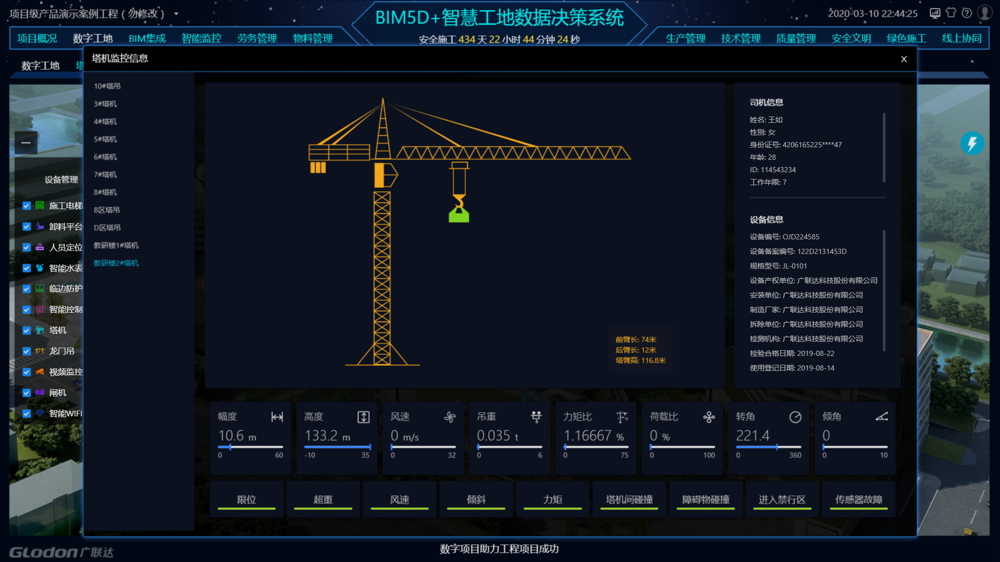 项目级产品演示案例工程 ( 勿修改 )
BIM5D+智慧工地数据决策系统
2020-03-10 22:44:25
项目概况 数字工地 BIM集成 智能监控 劳务管理 物料管理
安全施工 434 天 22 小时 44 分钟 24 秒
生产管理 技术管理 质量管理 安全文明 绿色施工 线上协同
数字工地
塔机监控信息
X
10#塔吊
3#塔机
4#塔机
5#塔机
6#塔机
7#塔机
8#塔机
B区塔吊
D区塔吊
教研楼1#塔机
教研楼2#塔机
设备管理
施工电梯
卸料平台
人员定位
智能水表
临边防护
智能控制
塔机
龙门吊
视频监控
闸机
智能WIFI
前臂长: 74米
后臂长: 12米
塔臂高: 116.8米
司机信息
姓名: 王如
性别: 女
身份证号: 4206165225****47
年龄: 28
ID: 114543234
工作年限: 7
设备信息
设备编号: OJD224585
设备备案编号: 122D2131453D
规格型号: JL-0101
设备产权单位: 广联达科技股份有限公司
安装单位: 广联达科技股份有限公司
制造厂家: 广联达科技股份有限公司
拆除单位: 广联达科技股份有限公司
检测机构: 广联达科技股份有限公司
检验合格日期: 2019-08-22
使用登记日期: 2019-08-14
幅度
10.6 m
0 60
高度
133.2 m
-10 35
风速
0 m/s
0 32
吊重
0.035 t
0 6
力矩比
1.16667 %
0 75
荷载比
0 %
0 100
转角
221.4
0 360
倾角
0
0 10
限位 超重 风速 倾斜 力矩 塔机间碰撞 障碍物碰撞 进入禁行区 传感器故障
GLODON广联达
数字项目助力工程项目成功